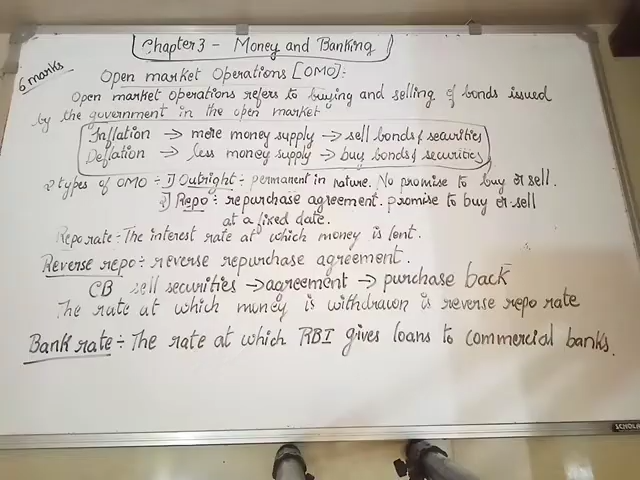 Chapter 3 - Money and Banking
6 marks
Open market Operations [OMO]:
Open market operations refers to buying and selling of bonds issued
by the government in the open market
Inflation → more money supply → sell bonds & securities
Deflation → less money supply → buy bonds & securities
2 types of OMO ÷ 1) Outright ÷ permanent in nature. No promise to buy or sell.
2) Repo ÷ repurchase agreement. promise to buy or sell
at a fixed date.
Repo rate ÷ The interest rate at which money is lent.
Reverse repo ÷ reverse repurchase agreement.
CB sell securities → agreement → purchase back
The rate at which money is withdrawn is reverse repo rate
Bank rate ÷ The rate at which RBI gives loans to commercial banks.